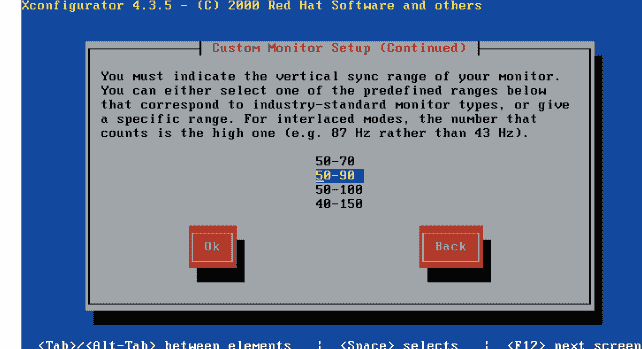 Xconfigurator 4.3.5 - (C) 2000 Red Hat Software and others
Custom Monitor Setup (Continued)
You must indicate the vertical sync range of your monitor.
You can either select one of the predefined ranges below
that correspond to industry-standard monitor types, or give
a specific range. For interlaced modes, the number that
counts is the high one (e.g. 87 Hz rather than 43 Hz).
50-70
50-90
50-100
40-150
Ok Back
<Tab>/<Alt-Tab> between elements | <Space> selects | <F12> next screen